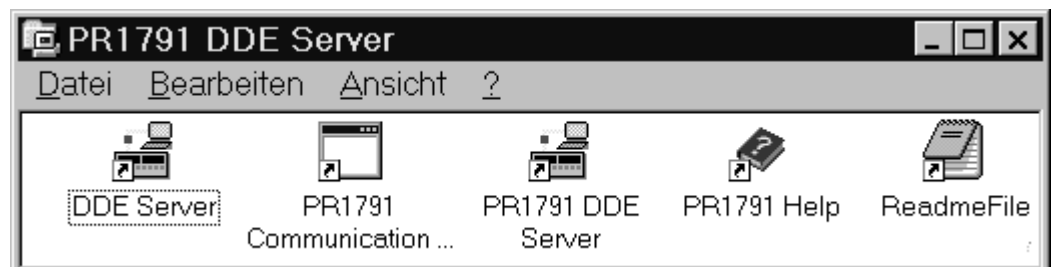 PR1791 DDE Server
Datei Bearbeiten Ansicht ?
DDE Server PR1791 PR1791 DDE PR1791 Help ReadmeFile
Communication ... Server